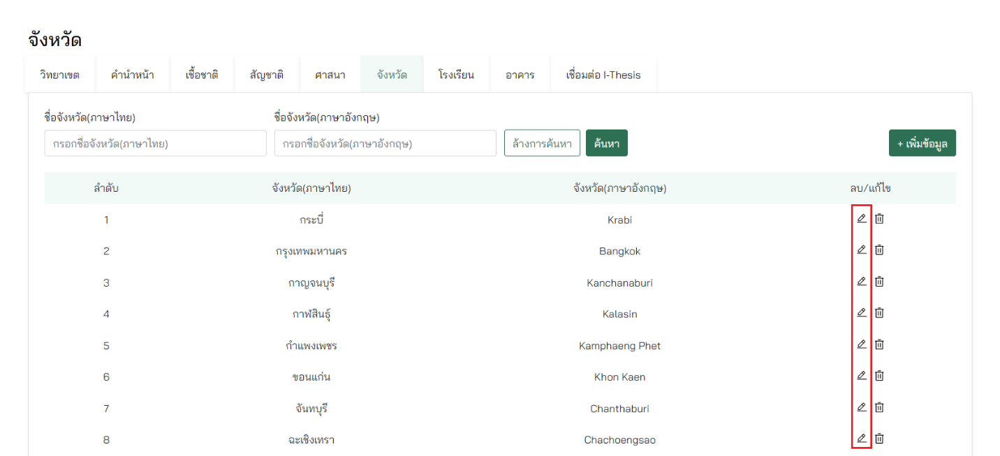 จังหวัด
วิทยาเขต คำนำหน้า เชื้อชาติ สัญชาติ ศาสนา จังหวัด โรงเรียน อาคาร เชื่อมต่อ I-Thesis
ชื่อจังหวัด(ภาษาไทย) ชื่อจังหวัด(ภาษาอังกฤษ)
กรอกชื่อจังหวัด(ภาษาไทย) กรอกชื่อจังหวัด(ภาษาอังกฤษ) ล้างการค้นหา ค้นหา + เพิ่มข้อมูล
ลำดับ จังหวัด(ภาษาไทย) จังหวัด(ภาษาอังกฤษ) ลบ/แก้ไข
1 กระบี่ Krabi
2 กรุงเทพมหานคร Bangkok
3 กาญจนบุรี Kanchanaburi
4 กาฬสินธุ์ Kalasin
5 กำแพงเพชร Kamphaeng Phet
6 ขอนแก่น Khon Kaen
7 จันทบุรี Chanthaburi
8 ฉะเชิงเทรา Chachoengsao